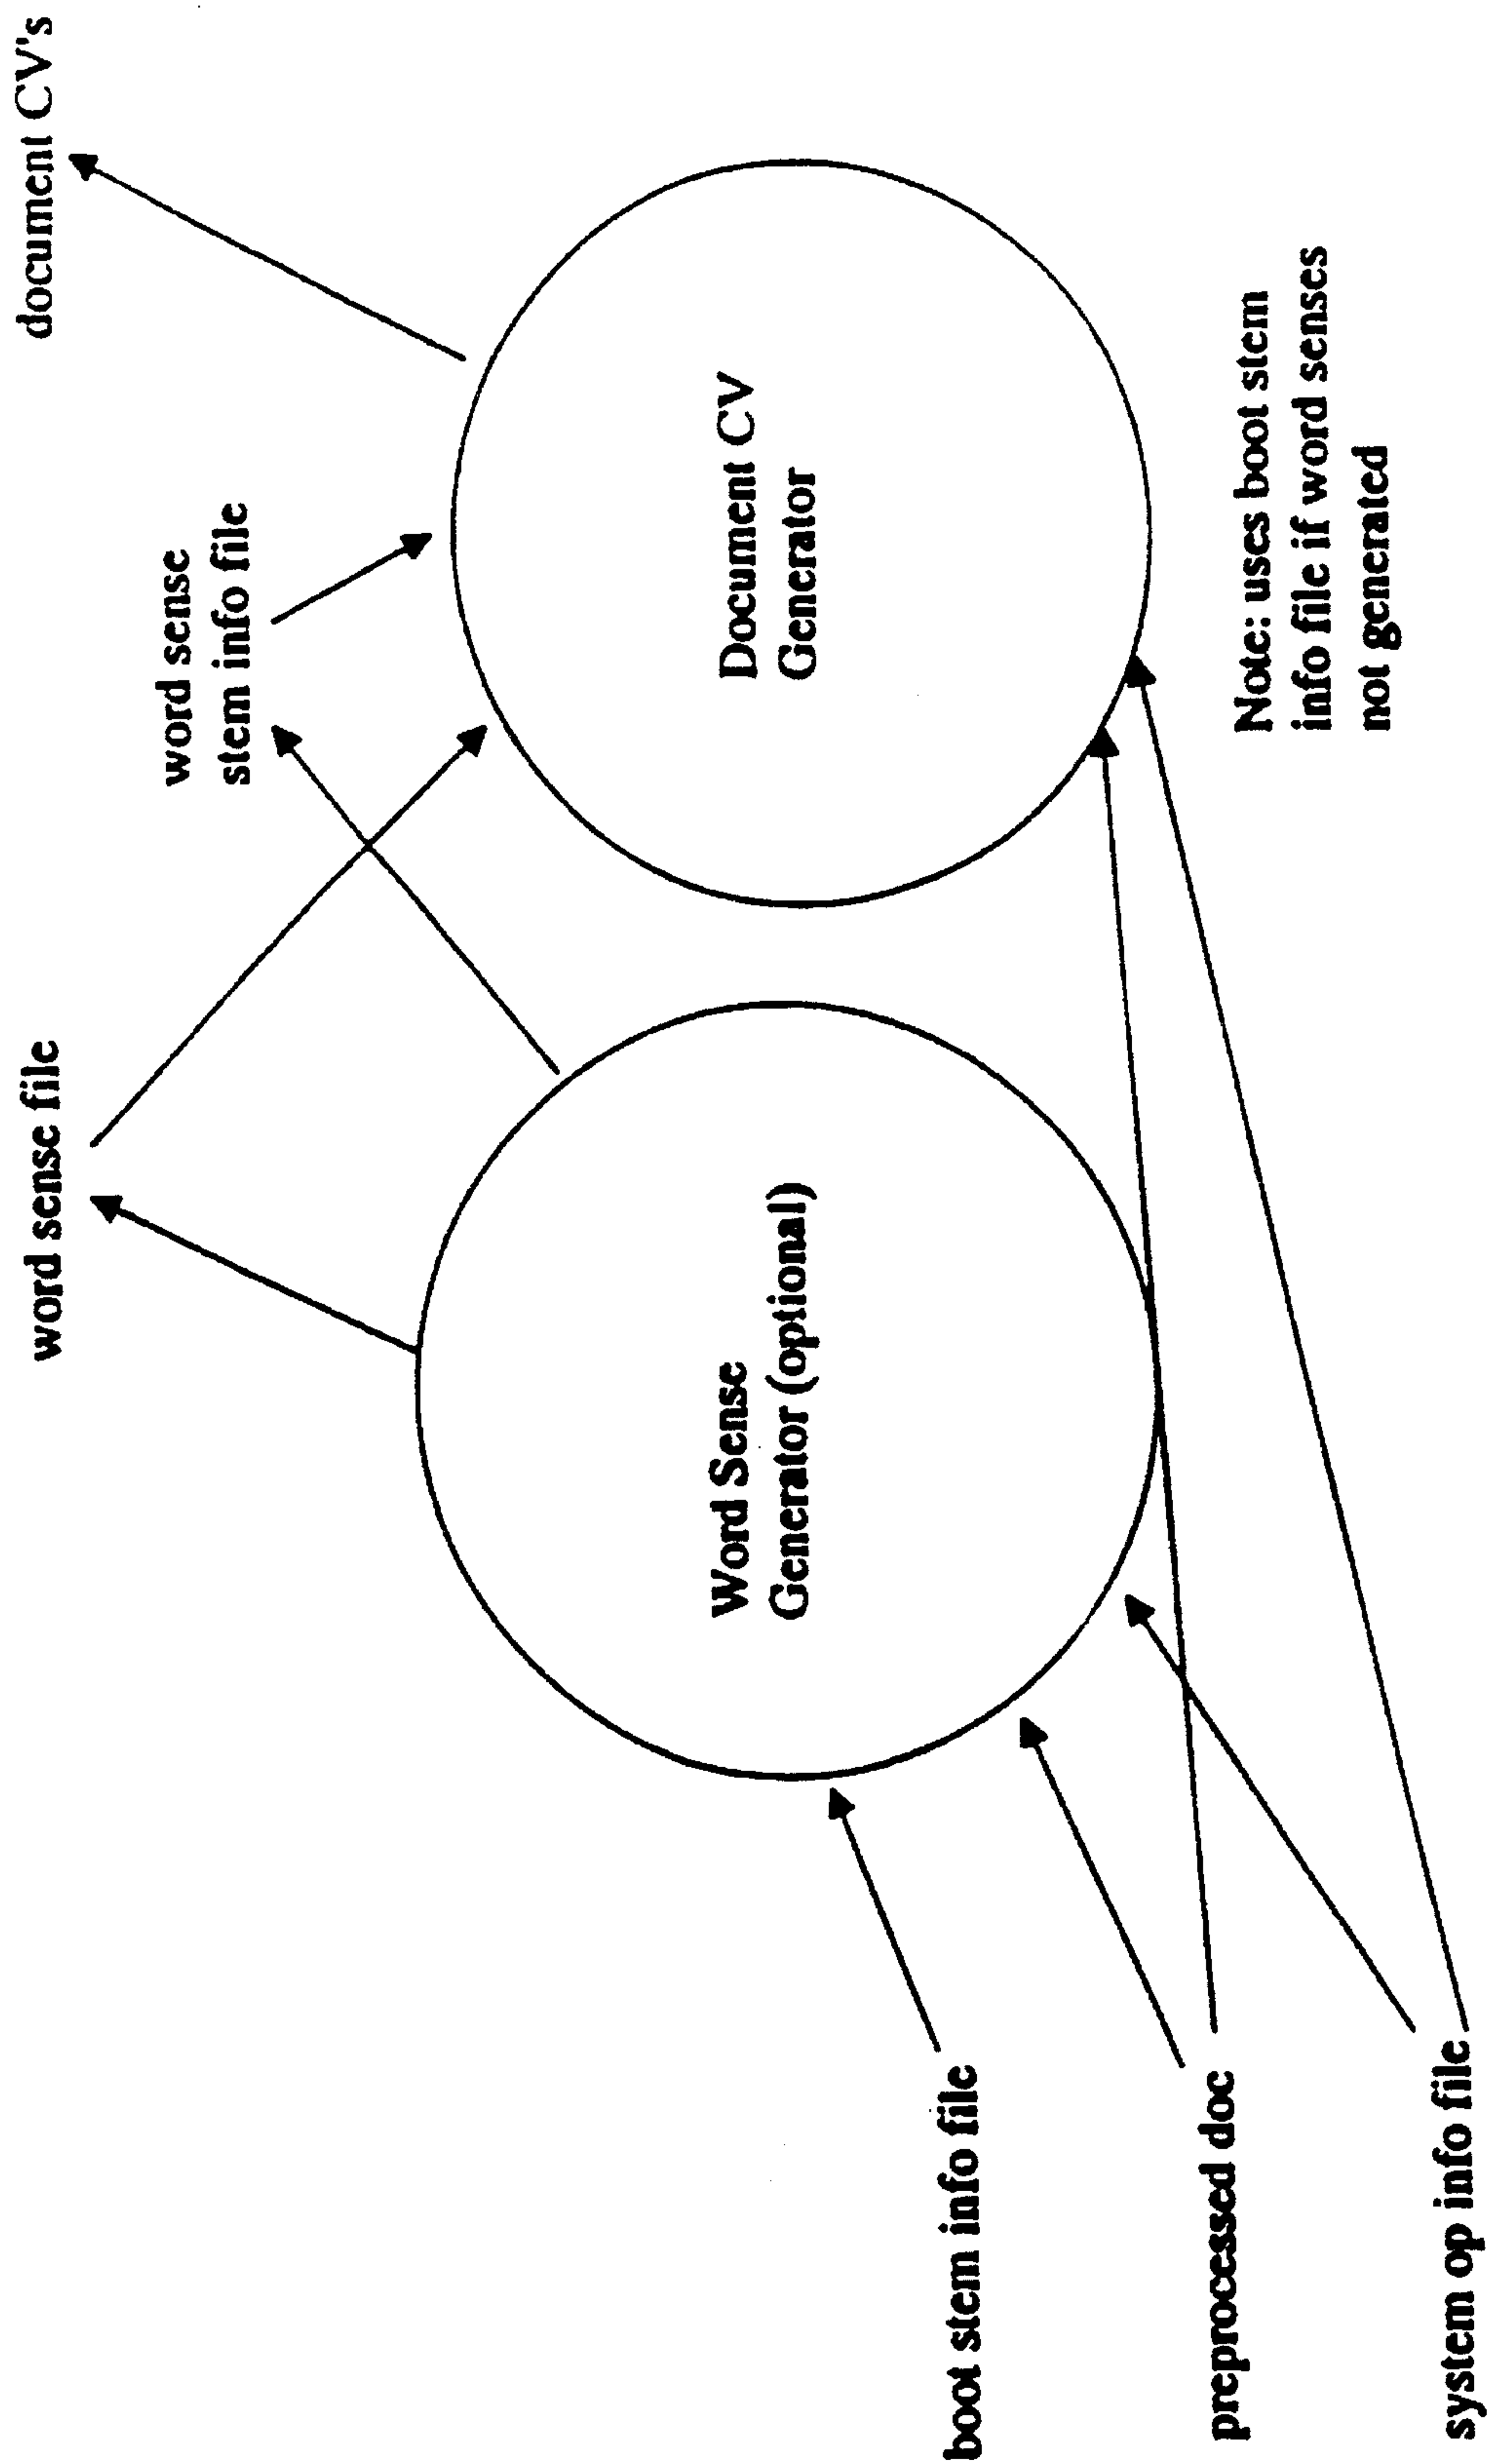 word sense file
document CV's
word sense
stem info file
Word Sense
Generator (optional)
Document CV
Generator
boot stem info file
preprocessed doc
system op info file
Note: uses boot stem
info file if word senses
not generated